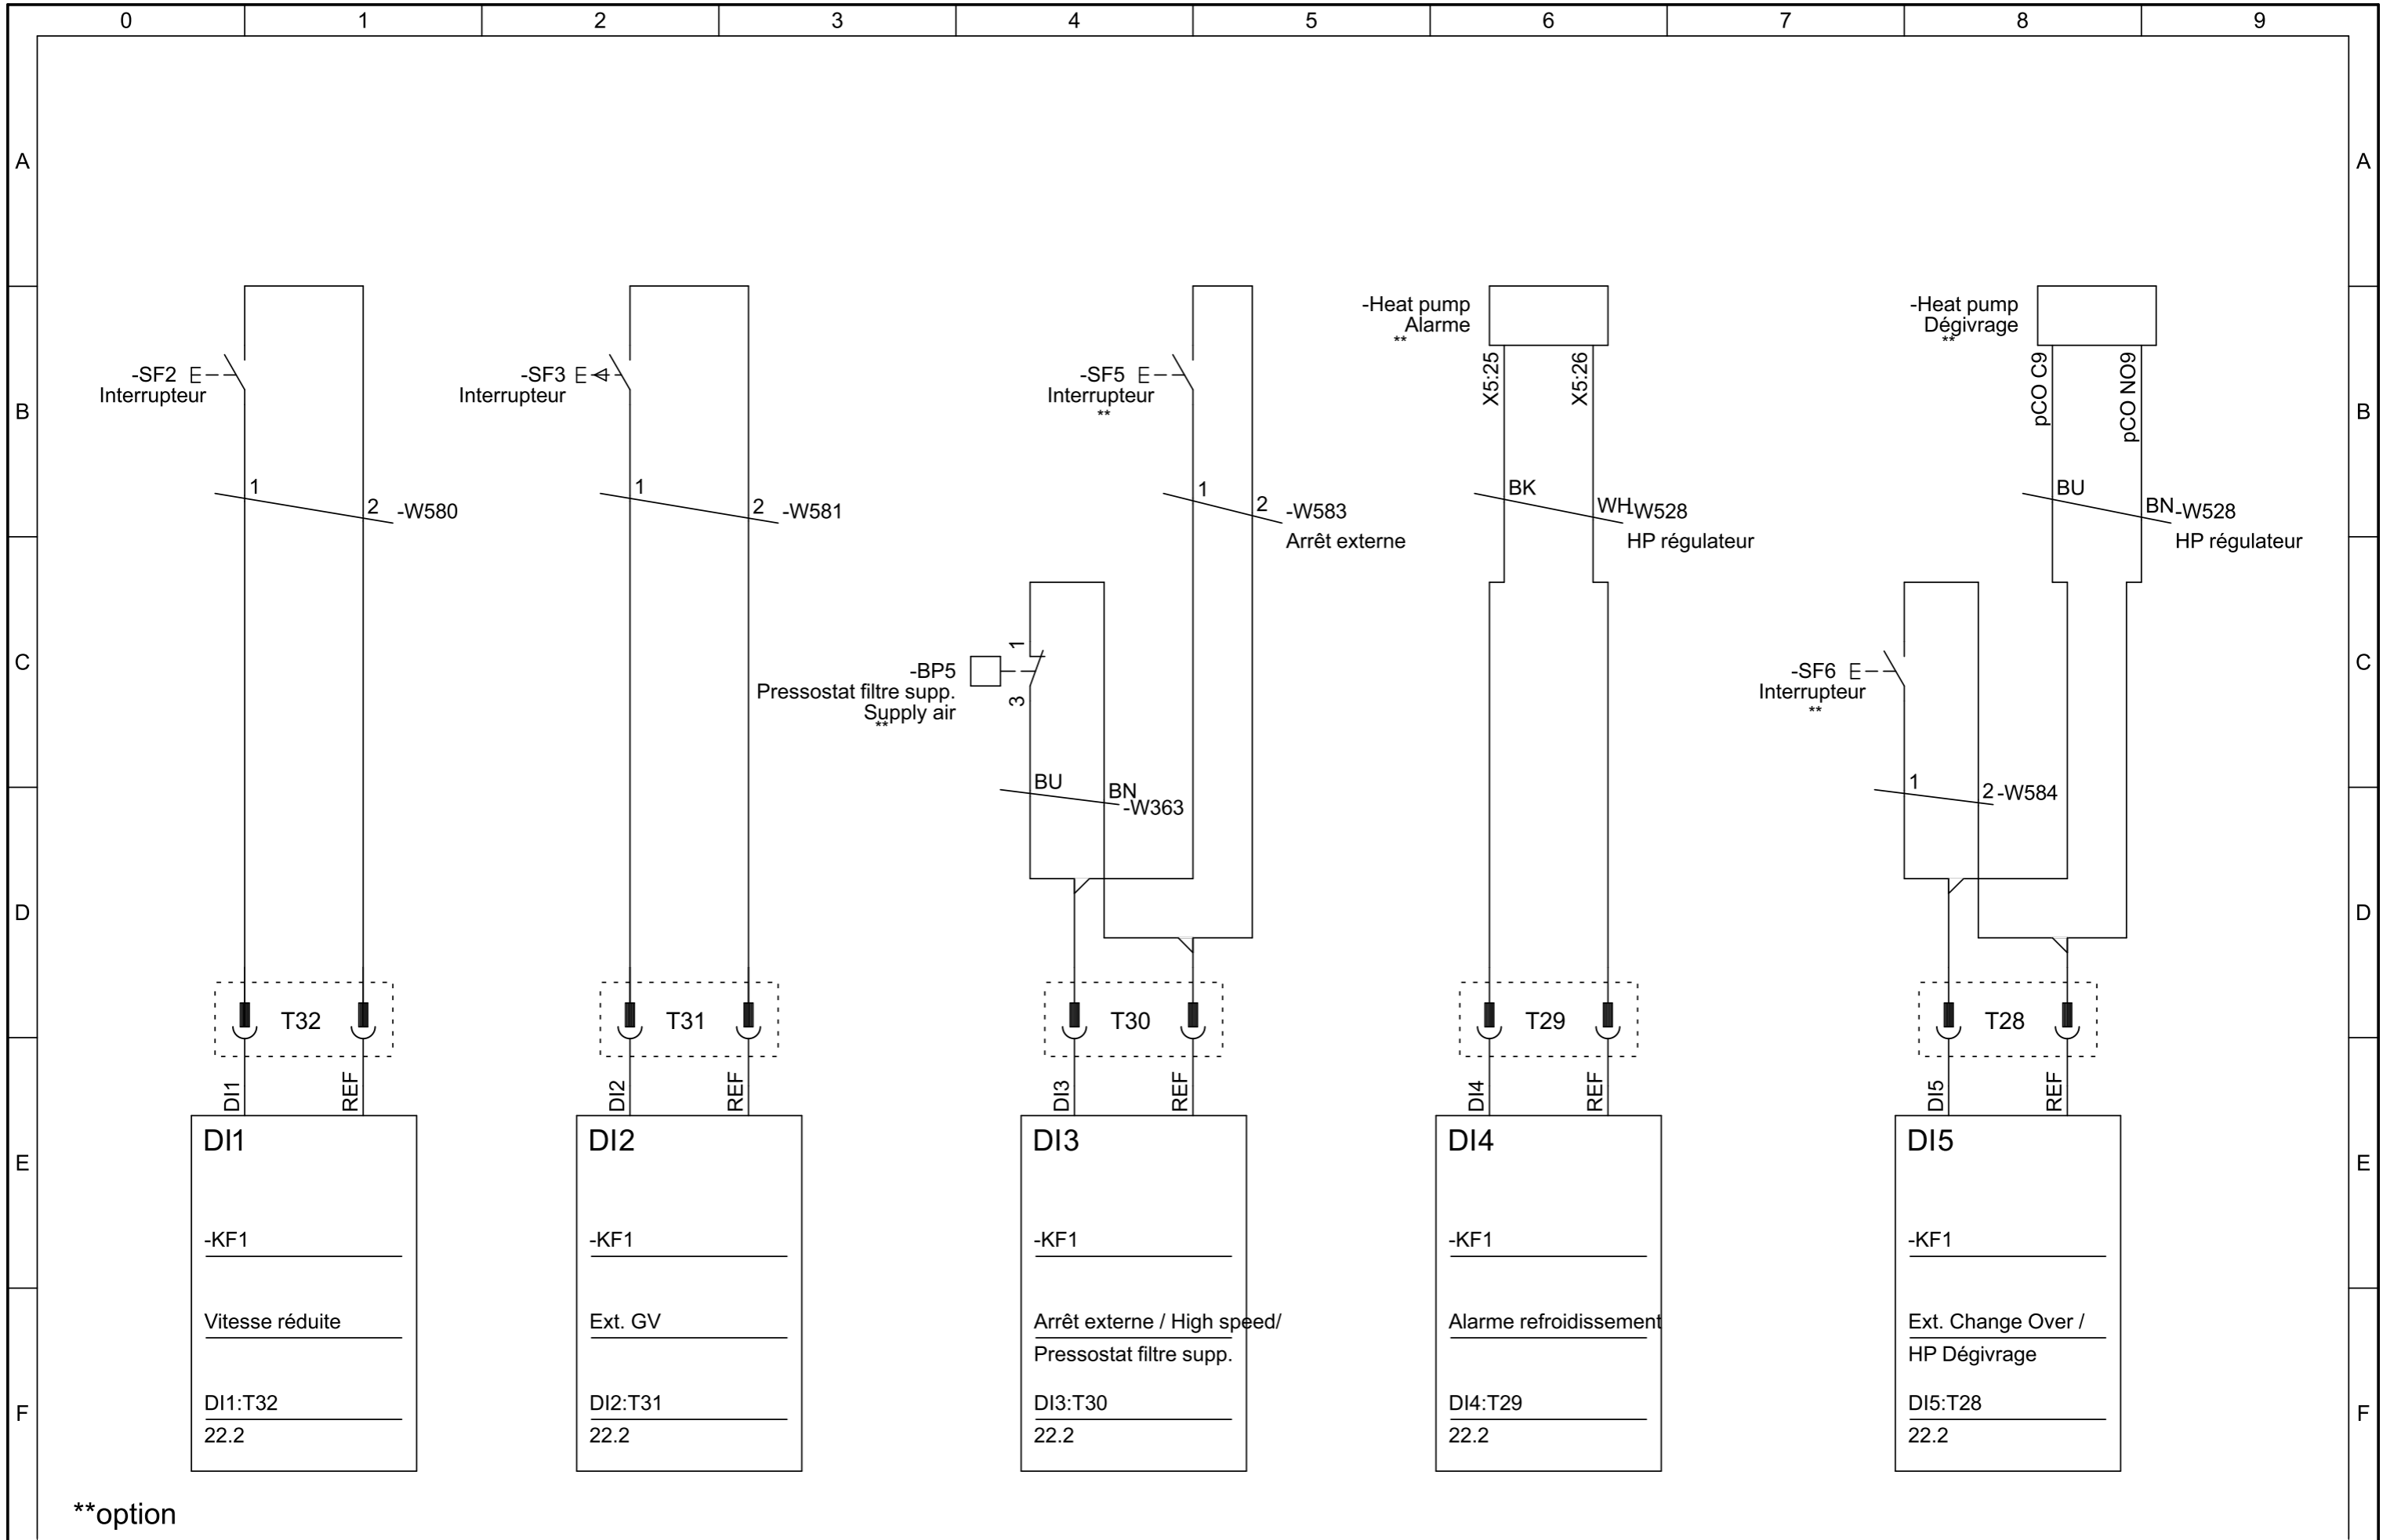 0 1 2 3 4 5 6 7 8 9
A A
-Heat pump
Alarme
**
-Heat pump
Dégivrage
**
-SF2
Interrupteur
-SF3
Interrupteur
-SF5
Interrupteur
**
X5:25
X5:26
pCO C9
pCO NO9
B B
1 2 -W580
1 2 -W581
1 2 -W583
Arrêt externe
BK WH -W528
HP régulateur
BU BN -W528
HP régulateur
C C
-BP5
Pressostat filtre supp.
Supply air
**
1
3
-SF6
Interrupteur
**
BU BN
-W363
1 2 -W584
D D
T32 T31 T30 T29 T28
DI1 REF DI2 REF DI3 REF DI4 REF DI5 REF
E E
DI1
-KF1
Vitesse réduite
DI1:T32
22.2
DI2
-KF1
Ext. GV
DI2:T31
22.2
DI3
-KF1
Arrêt externe / High speed/
Pressostat filtre supp.
DI3:T30
22.2
DI4
-KF1
Alarme refroidissement
DI4:T29
22.2
DI5
-KF1
Ext. Change Over /
HP Dégivrage
DI5:T28
22.2
F F
**option